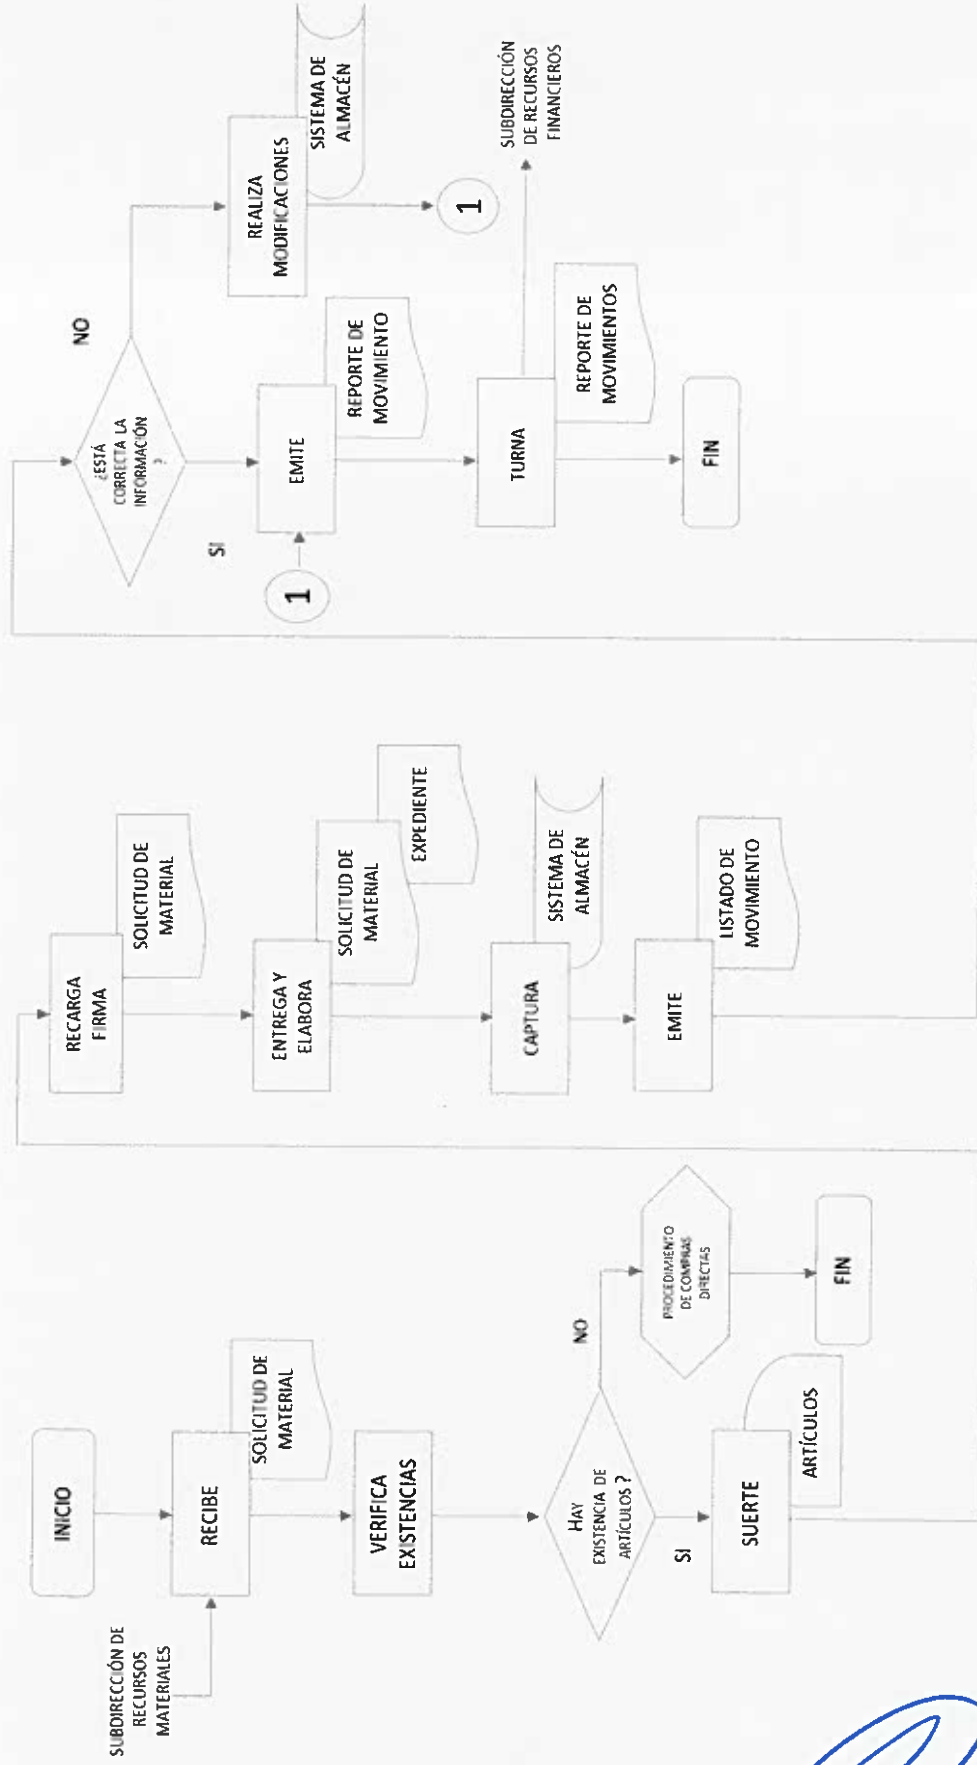 INICIO
SUBDIRECCIÓN DE
RECURSOS
MATERIALES
RECIBE
SOLICITUD DE
MATERIAL
VERIFICA
EXISTENCIAS
HAY
EXISTENCIA DE
ARTÍCULOS ?
NO
PROCEDIMIENTO
DE COMPRAS
DIRECTAS
FIN
SI
SUERTE
ARTÍCULOS
RECARGA
FIRMA
SOLICITUD DE
MATERIAL
ENTREGA Y
ELABORA
SOLICITUD DE
MATERIAL
EXPEDIENTE
CAPTURA
SISTEMA DE
ALMACÉN
EMITE
LISTADO DE
MOVIMIENTO
¿ESTÁ
CORRECTA LA
INFORMACIÓN
?
NO
REALIZA
MODIFICACIONES
SISTEMA DE
ALMACÉN
1
SI
1
EMITE
REPORTE DE
MOVIMIENTO
TURNA
REPORTE DE
MOVIMIENTOS
SUBDIRECCIÓN
DE RECURSOS
FINANCIEROS
FIN